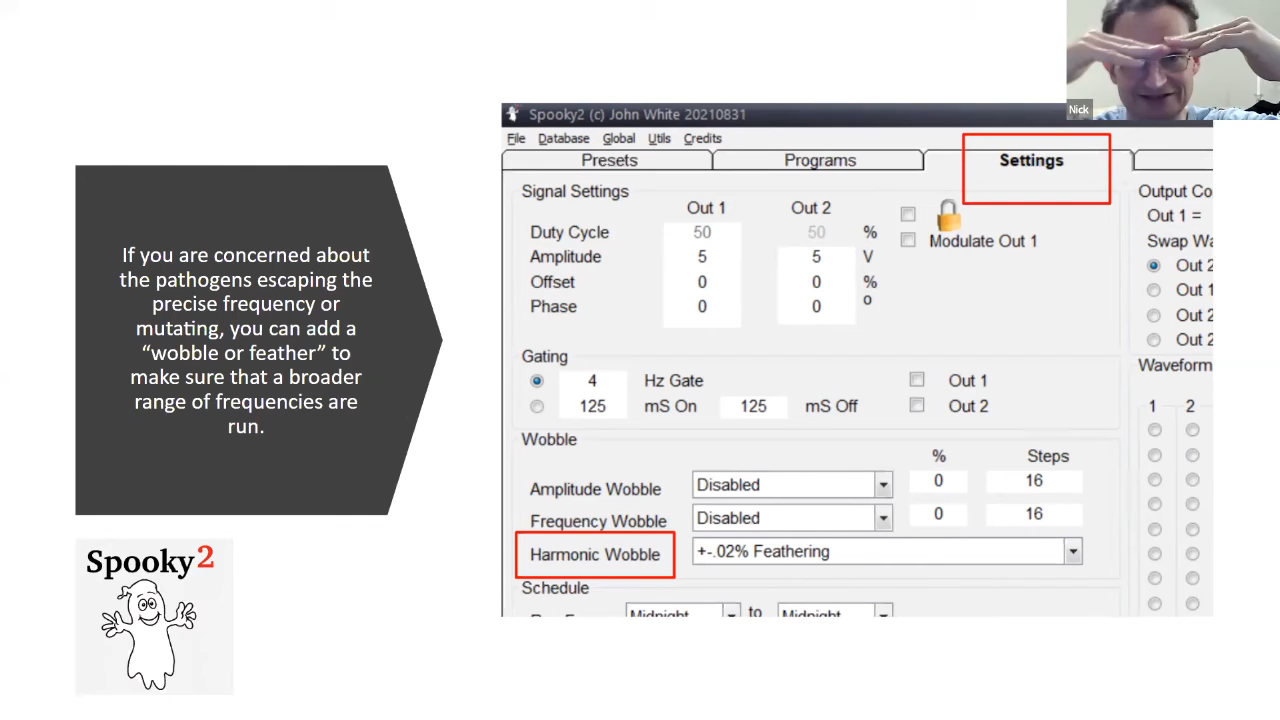 If you are concerned about
the pathogens escaping the
precise frequency or
mutating, you can add a
“wobble or feather” to
make sure that a broader
range of frequencies are
run.
Spooky2
Nick
Spooky2 (c) John White 20210831
File Database Global Utils Credits
Presets Programs Settings
Signal Settings
Out 1 Out 2
Duty Cycle 50 50 %
Amplitude 5 5 V
Offset 0 0 %
Phase 0 0 o
Modulate Out 1
Output Co
Out 1 =
Swap Wa
Out 2
Out 1
Out 2
Out 2
Gating
4 Hz Gate Out 1
125 mS On 125 mS Off Out 2
Waveform
1 2
Wobble
% Steps
Amplitude Wobble Disabled 0 16
Frequency Wobble Disabled 0 16
Harmonic Wobble +-.02% Feathering
Schedule
Midnight to Midnight